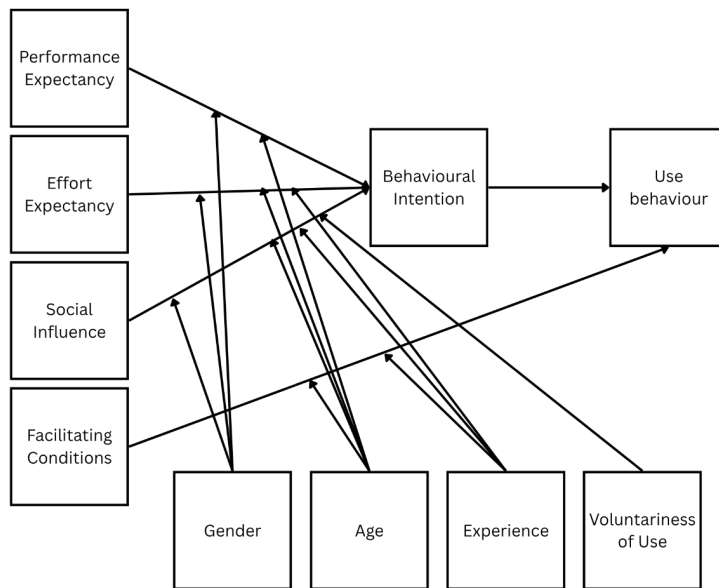 Performance
Expectancy
Effort
Expectancy
Behavioural
Intention
Use
behaviour
Social
Influence
Facilitating
Conditions
Gender
Age
Experience
Voluntariness
of Use